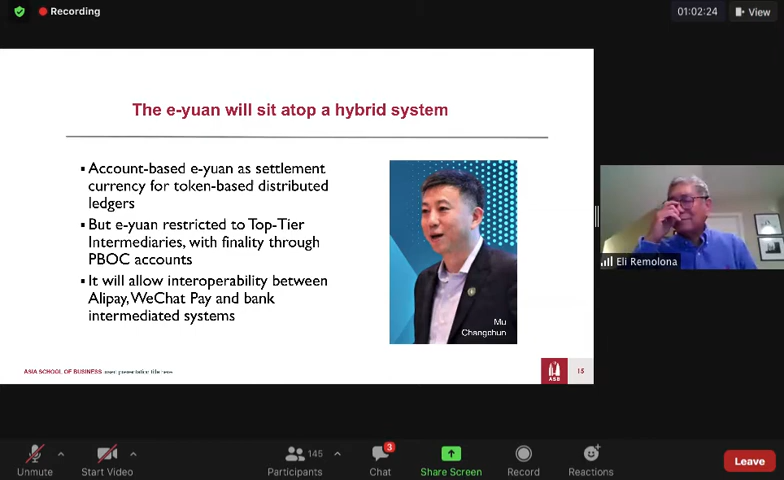 Recording
01:02:24
View
The e-yuan will sit atop a hybrid system
▪ Account-based e-yuan as settlement
currency for token-based distributed
ledgers
▪ But e-yuan restricted to Top-Tier
Intermediaries, with finality through
PBOC accounts
▪ It will allow interoperability between
Alipay, WeChat Pay and bank
intermediated systems
Mu
Changchun
Eli Remolona
ASIA SCHOOL OF BUSINESS
ASB
15
Unmute
Start Video
145
Participants
3
Chat
Share Screen
Record
Reactions
Leave